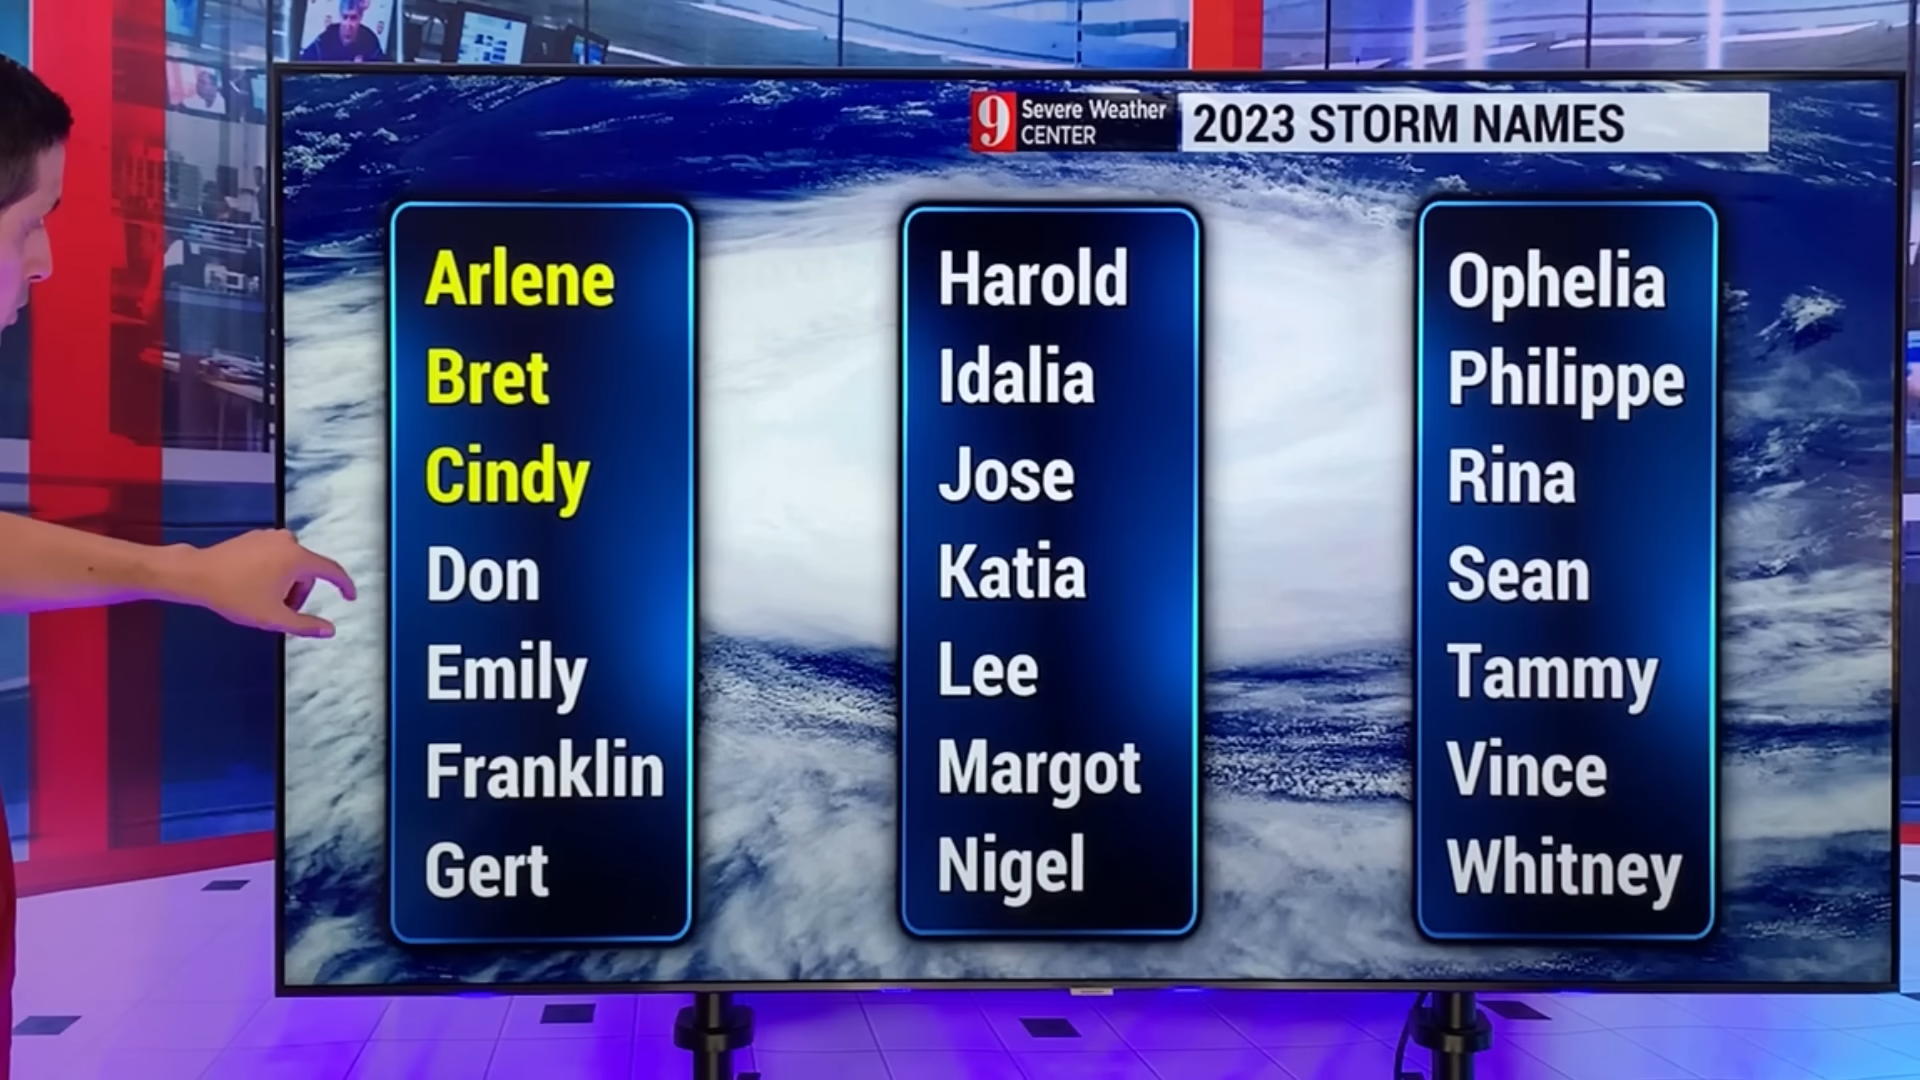 9 Severe Weather
CENTER
2023 STORM NAMES
Arlene
Bret
Cindy
Don
Emily
Franklin
Gert
Harold
Idalia
Jose
Katia
Lee
Margot
Nigel
Ophelia
Philippe
Rina
Sean
Tammy
Vince
Whitney